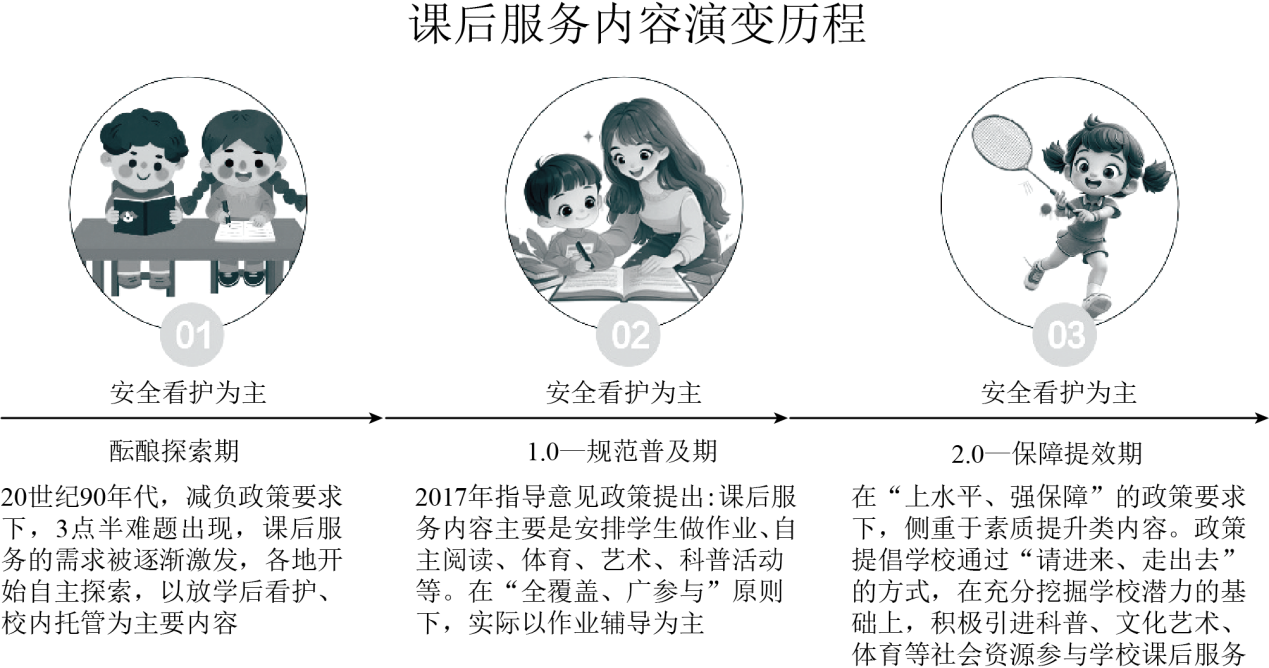 课后服务内容演变历程
01
安全看护为主
酝酿探索期
20世纪90年代，减负政策要求
下，3点半难题出现，课后服
务的需求被逐渐激发，各地开
始自主探索，以放学后看护、
校内托管为主要内容
02
安全看护为主
1.0—规范普及期
2017年指导意见政策提出：课后服
务内容主要是安排学生做作业、自
主阅读、体育、艺术、科普活动
等。在“全覆盖、广参与”原则
下，实际以作业辅导为主
03
安全看护为主
2.0—保障提效期
在“上水平、强保障”的政策要求
下，侧重于素质提升类内容。政策
提倡学校通过“请进来、走出去”
的方式，在充分挖掘学校潜力的基
础上，积极引进科普、文化艺术、
体育等社会资源参与学校课后服务